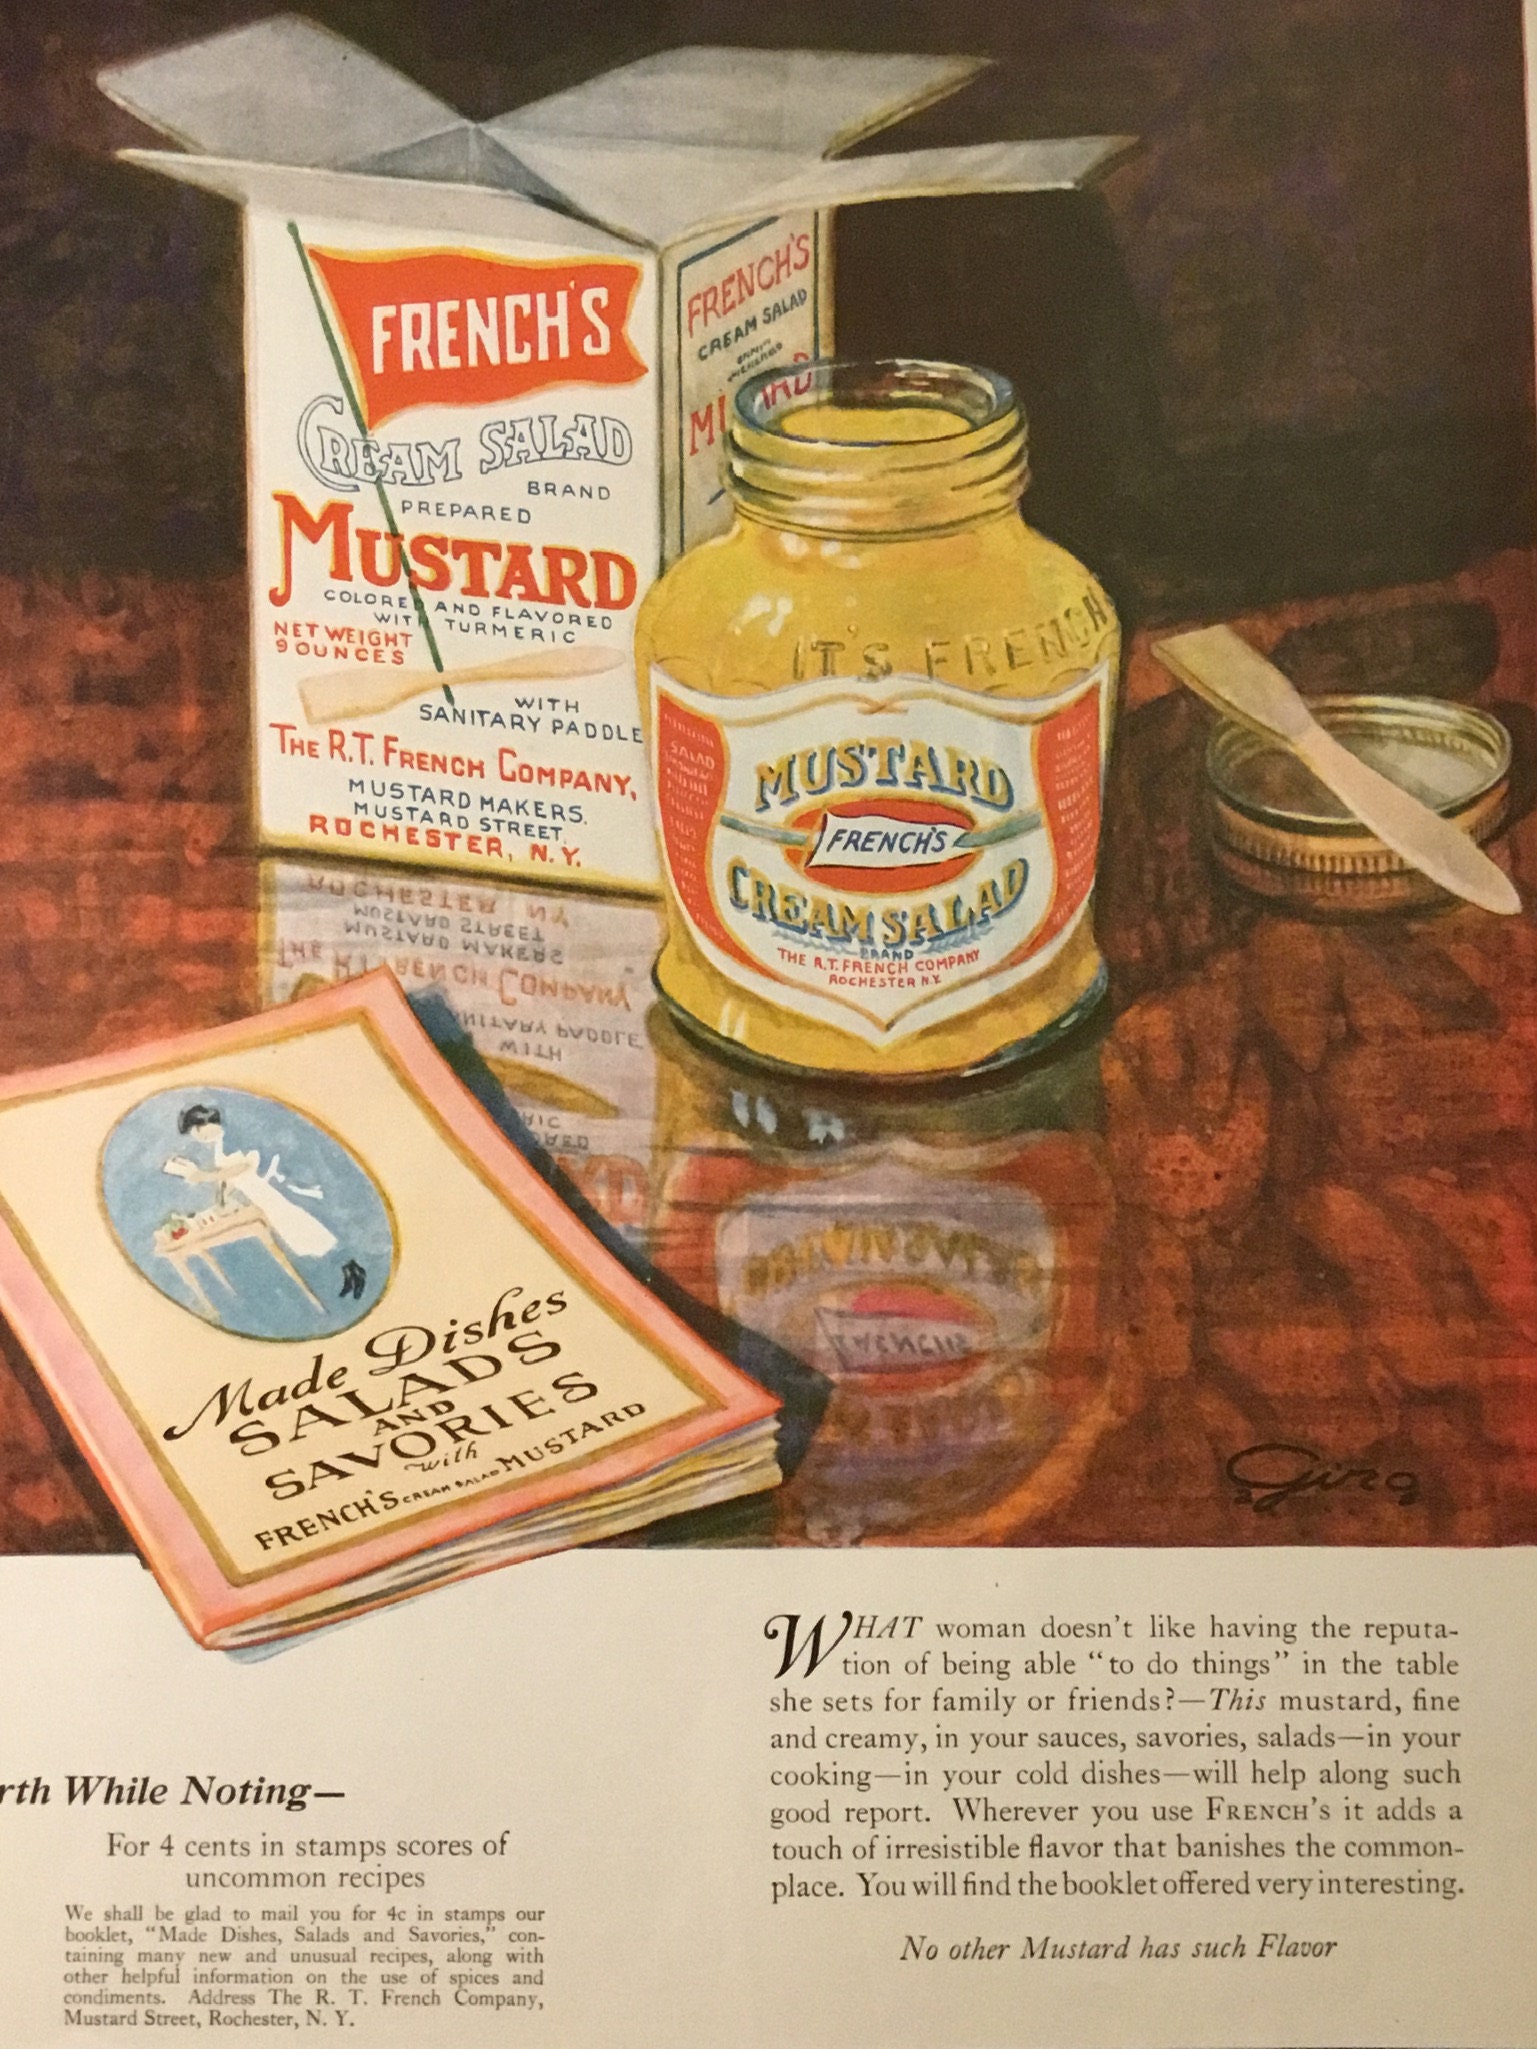 FRENCH'S
CREAM SALAD
BRAND
PREPARED
MUSTARD
COLORED AND FLAVORED
WITH TURMERIC
NET WEIGHT
9 OUNCES
WITH
SANITARY PADDLE
THE R.T. FRENCH COMPANY,
MUSTARD MAKERS.
MUSTARD STREET,
ROCHESTER, N.Y.
FRENCH'S
CREAM SALAD
IT'S FRENCH
SALAD
MUSTARD
FRENCH'S
CREAM SALAD
BRAND
THE R.T. FRENCH COMPANY
ROCHESTER N.Y.
Made Dishes
SALADS
AND
SAVORIES
with
FRENCH'S CREAM SALAD MUSTARD
WHAT woman doesn't like having the reputa-
tion of being able "to do things" in the table
she sets for family or friends?—This mustard, fine
and creamy, in your sauces, savories, salads—in your
cooking—in your cold dishes—will help along such
good report. Wherever you use FRENCH'S it adds a
touch of irresistible flavor that banishes the common-
place. You will find the booklet offered very interesting.
No other Mustard has such Flavor
rth While Noting—
For 4 cents in stamps scores of
uncommon recipes
We shall be glad to mail you for 4c in stamps our
booklet, "Made Dishes, Salads and Savories," con-
taining many new and unusual recipes, along with
other helpful information on the use of spices and
condiments. Address The R. T. French Company,
Mustard Street, Rochester, N. Y.